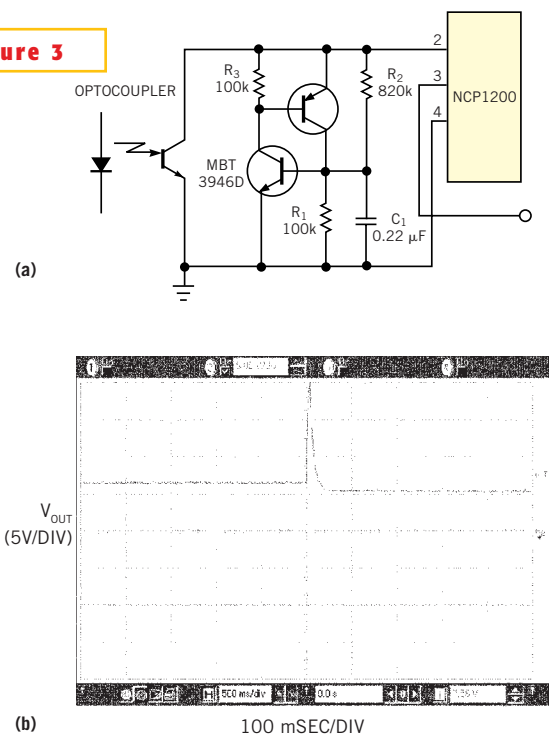 ure 3
OPTOCOUPLER
R3
100k
MBT
3946D
R1
100k
R2
820k
C1
0.22 µF
2
3
4
NCP1200
(a)
VOUT
(5V/DIV)
500 ms/div
0.0 s
(b)
100 mSEC/DIV